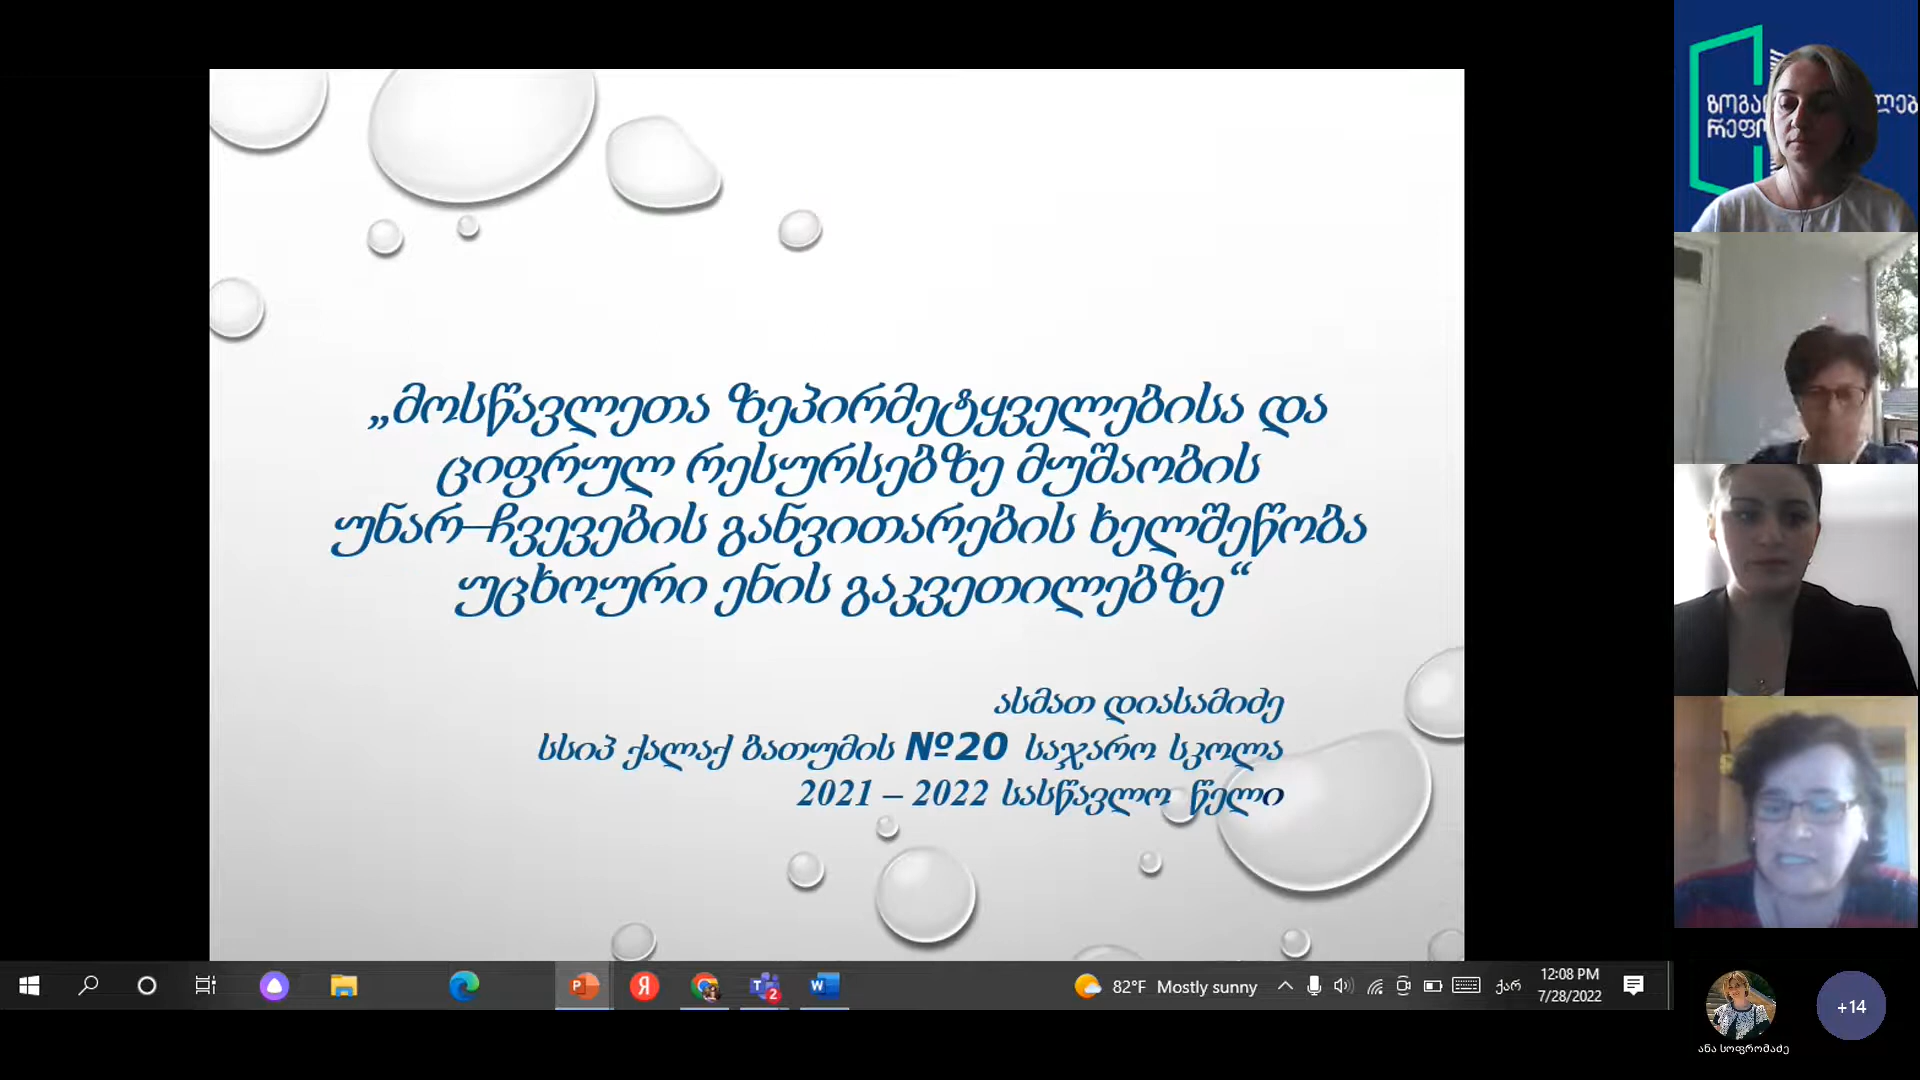 „მოსწავლეთა ზეპირმეტყველებისა და
ციფრულ რესურსებზე მუშაობის
უნარ–ჩვევების განვითარების ხელშეწობა
უცხოური ენის გაკვეთილებზე“
ასმათ დიასამიძე
სსიპ ქალაქ ბათუმის №20 საჯარო სკოლა
2021 – 2022 სასწავლო წელი
82°F Mostly sunny
ქარ
12:08 PM
7/28/2022
+14
ანა სოფრომაძე